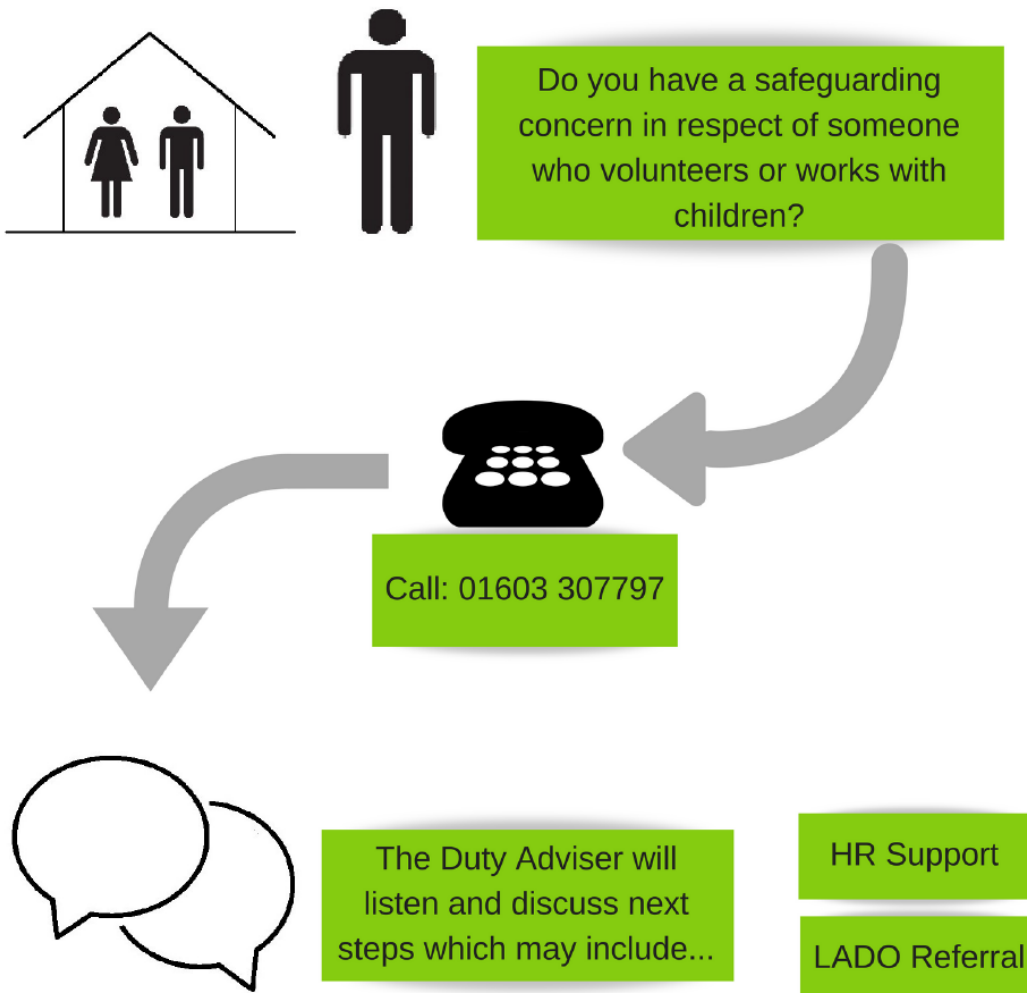 Do you have a safeguarding
concern in respect of someone
who volunteers or works with
children?
Call: 01603 307797
The Duty Adviser will
listen and discuss next
steps which may include...
HR Support
LADO Referral